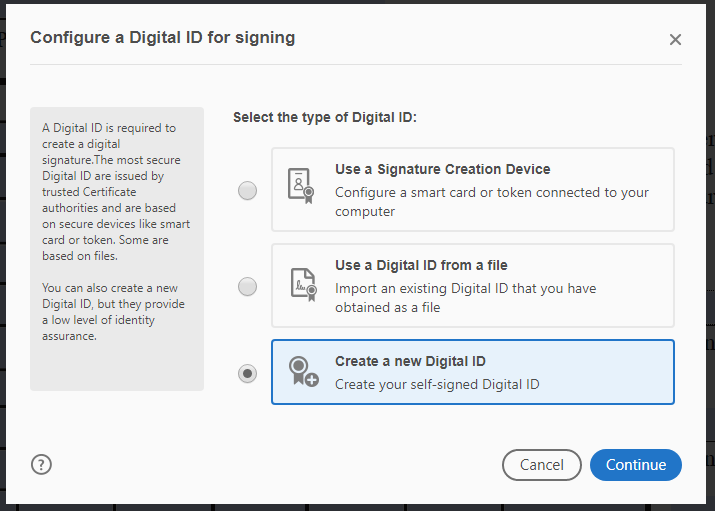 Configure a Digital ID for signing
A Digital ID is required to
create a digital
signature.The most secure
Digital ID are issued by
trusted Certificate
authorities and are based
on secure devices like smart
card or token. Some are
based on files.
You can also create a new
Digital ID, but they provide
a low level of identity
assurance.
Select the type of Digital ID:
Use a Signature Creation Device
Configure a smart card or token connected to your
computer
Use a Digital ID from a file
Import an existing Digital ID that you have
obtained as a file
Create a new Digital ID
Create your self-signed Digital ID
?
Cancel
Continue